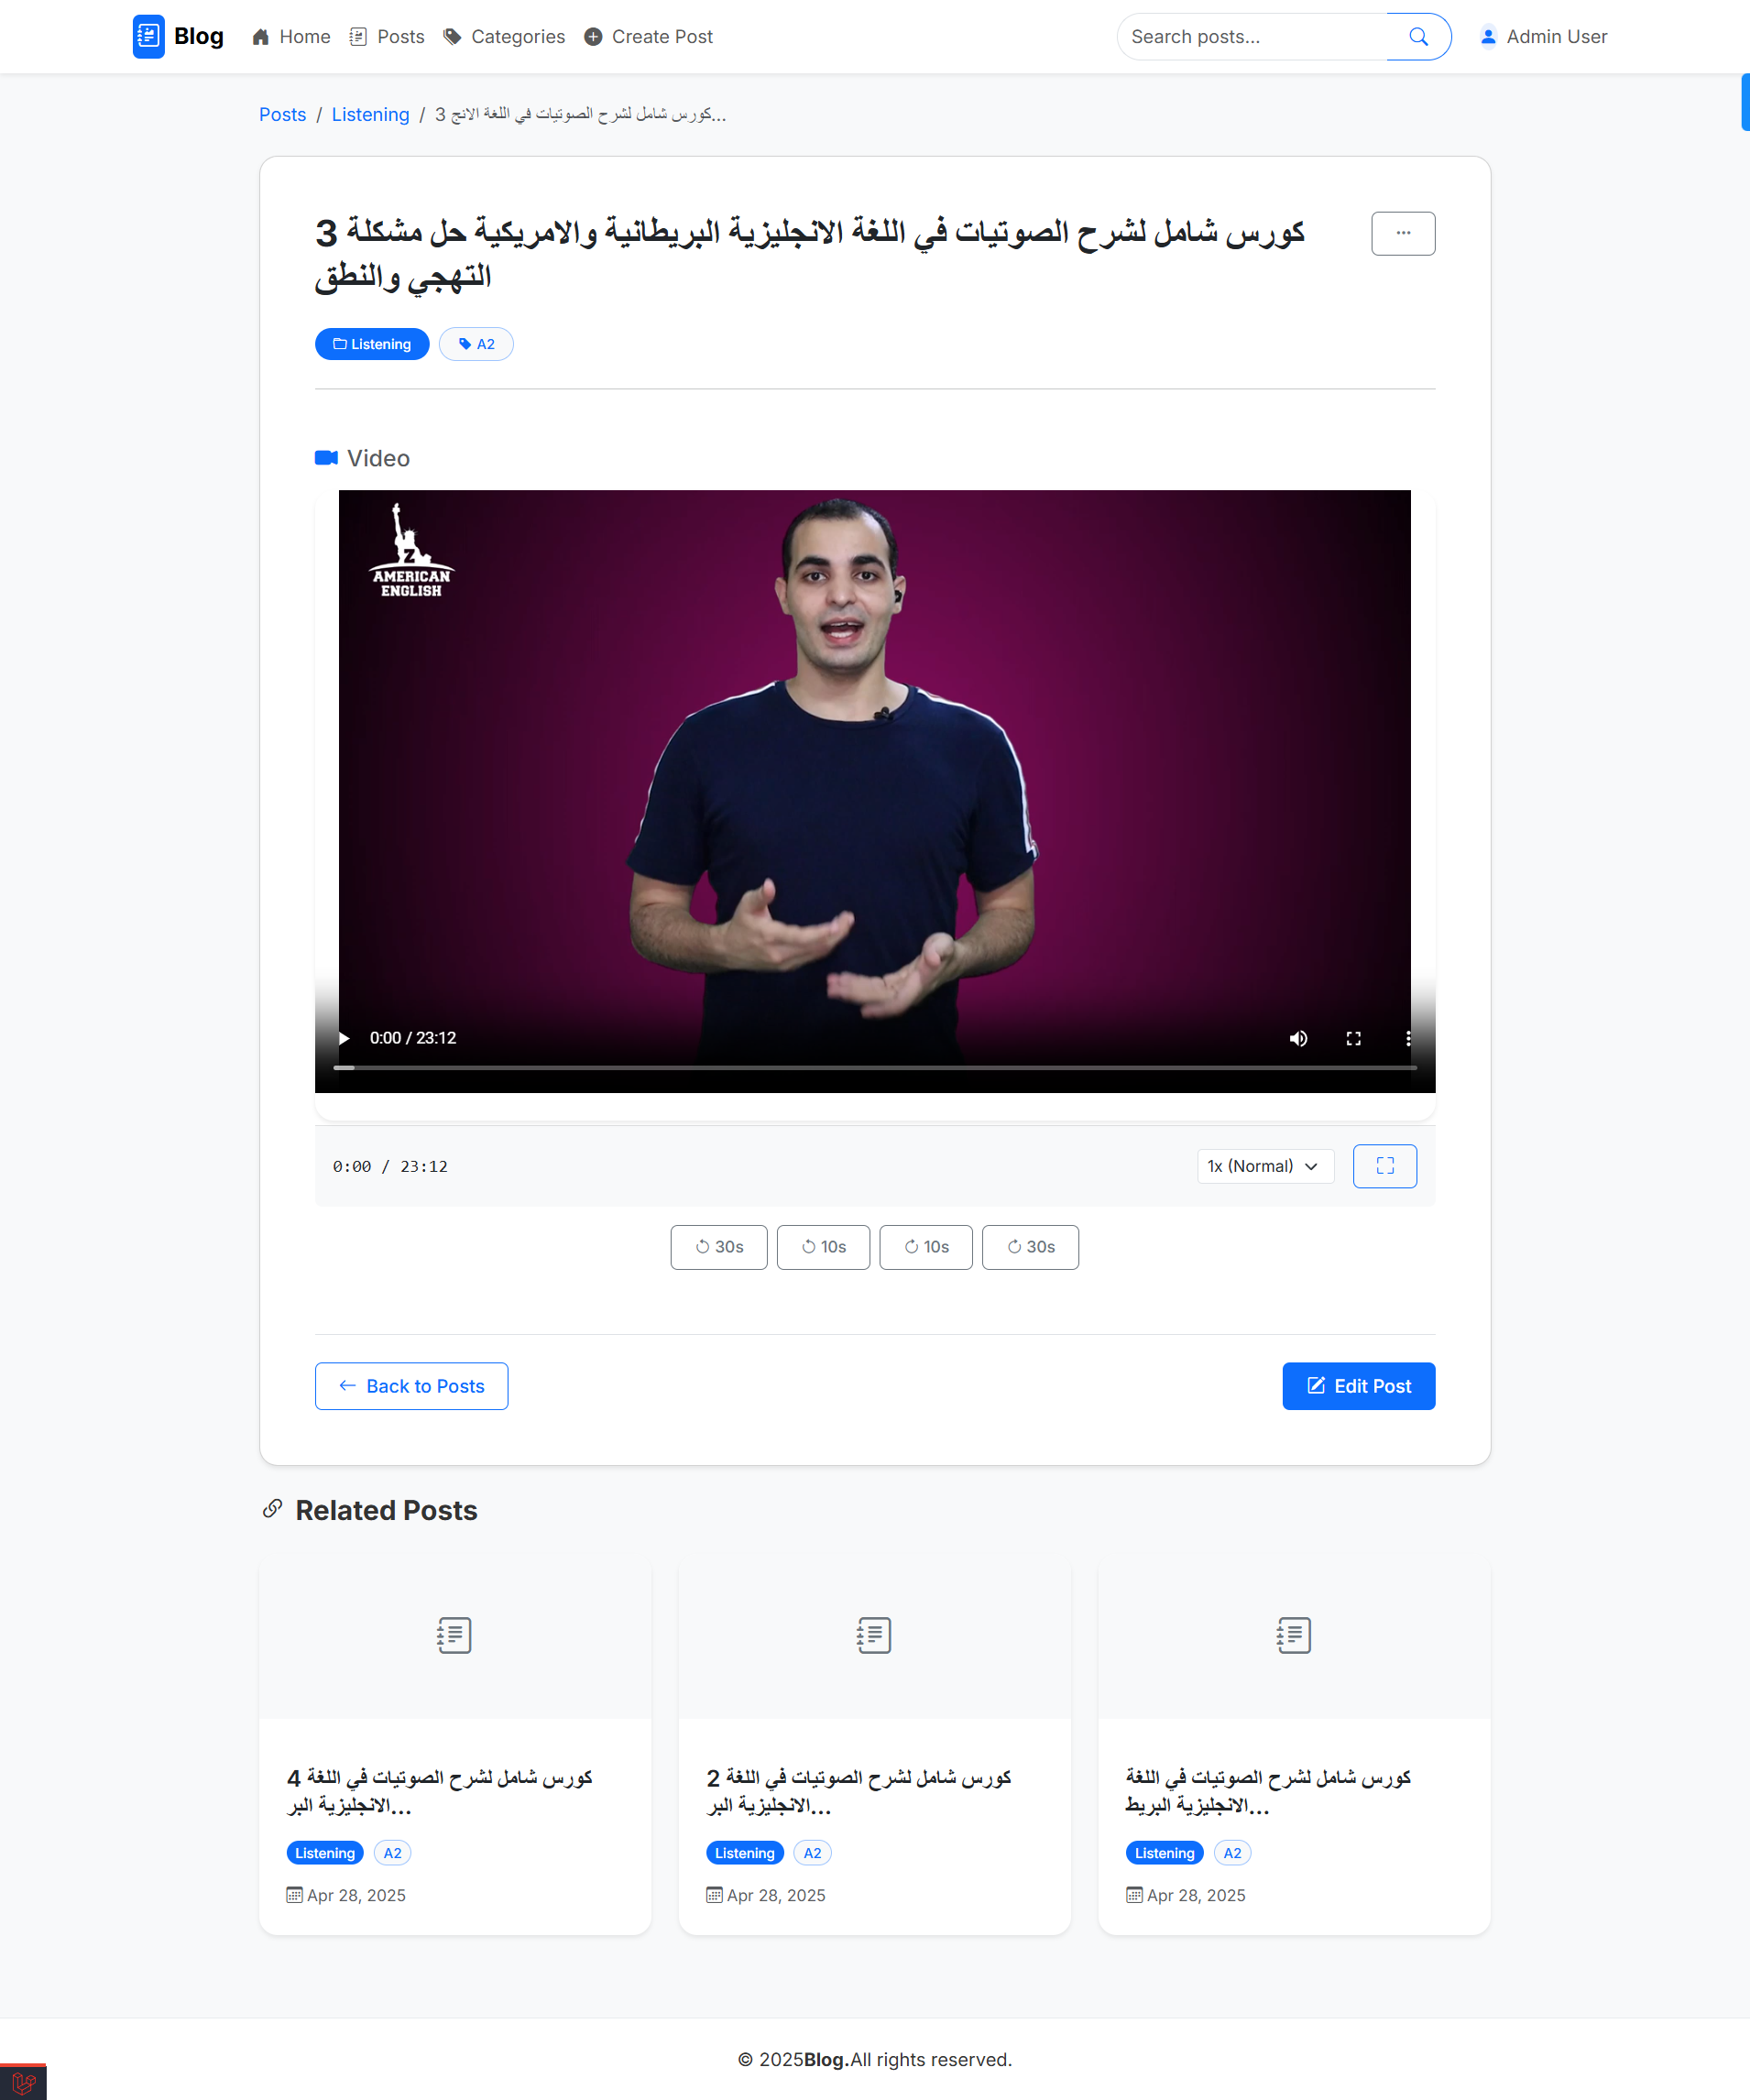 Blog
Home
Posts
Categories
Create Post
Search posts...
Admin User
Posts / Listening / 3 كورس شامل لشرح الصوتيات في اللغة الانج...
3 كورس شامل لشرح الصوتيات في اللغة الانجليزية البريطانية والامريكية حل مشكلة
التهجي والنطق
Listening
A2
Video
Z
AMERICAN
ENGLISH
0:00 / 23:12
0:00 / 23:12
1x (Normal)
30s
10s
10s
30s
Back to Posts
Edit Post
Related Posts
4 كورس شامل لشرح الصوتيات في اللغة
الانجليزية البر...
Listening
A2
Apr 28, 2025
2 كورس شامل لشرح الصوتيات في اللغة
الانجليزية البر...
Listening
A2
Apr 28, 2025
كورس شامل لشرح الصوتيات في اللغة
الانجليزية البريط...
Listening
A2
Apr 28, 2025
© 2025Blog.All rights reserved.